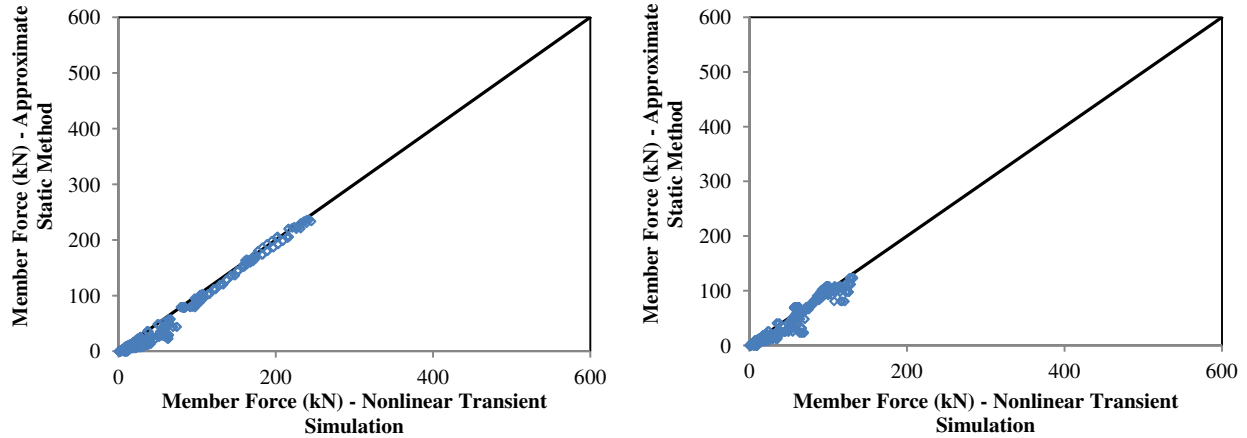 Member Force (kN) - Approximate
Static Method
600
500
400
300
200
100
0
0
200
400
600
Member Force (kN) - Nonlinear Transient
Simulation
Member Force (kN) - Approximate
Static Method
600
500
400
300
200
100
0
0
200
400
600
Member Force (kN) - Nonlinear Transient
Simulation